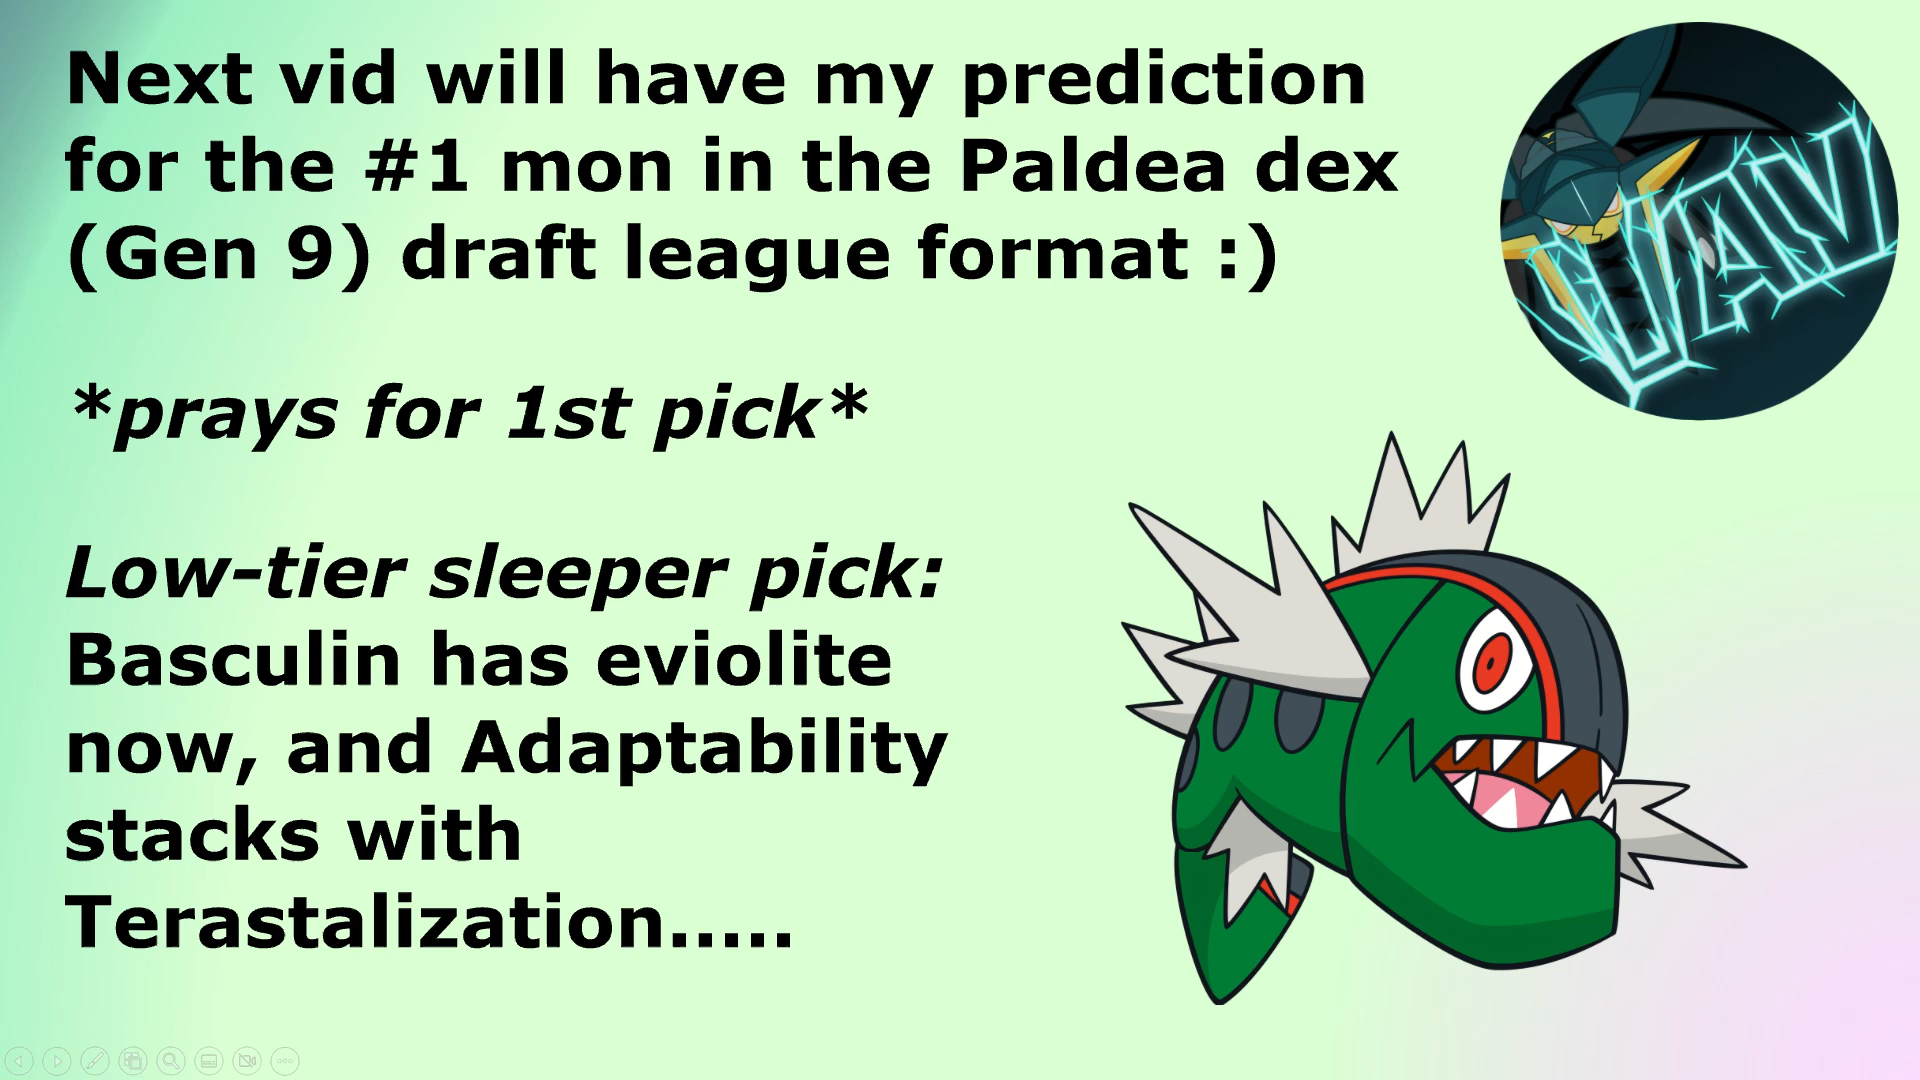 Next vid will have my prediction
for the #1 mon in the Paldea dex
(Gen 9) draft league format :)
*prays for 1st pick*
Low-tier sleeper pick:
Basculin has eviolite
now, and Adaptability
stacks with
Terastalization.....